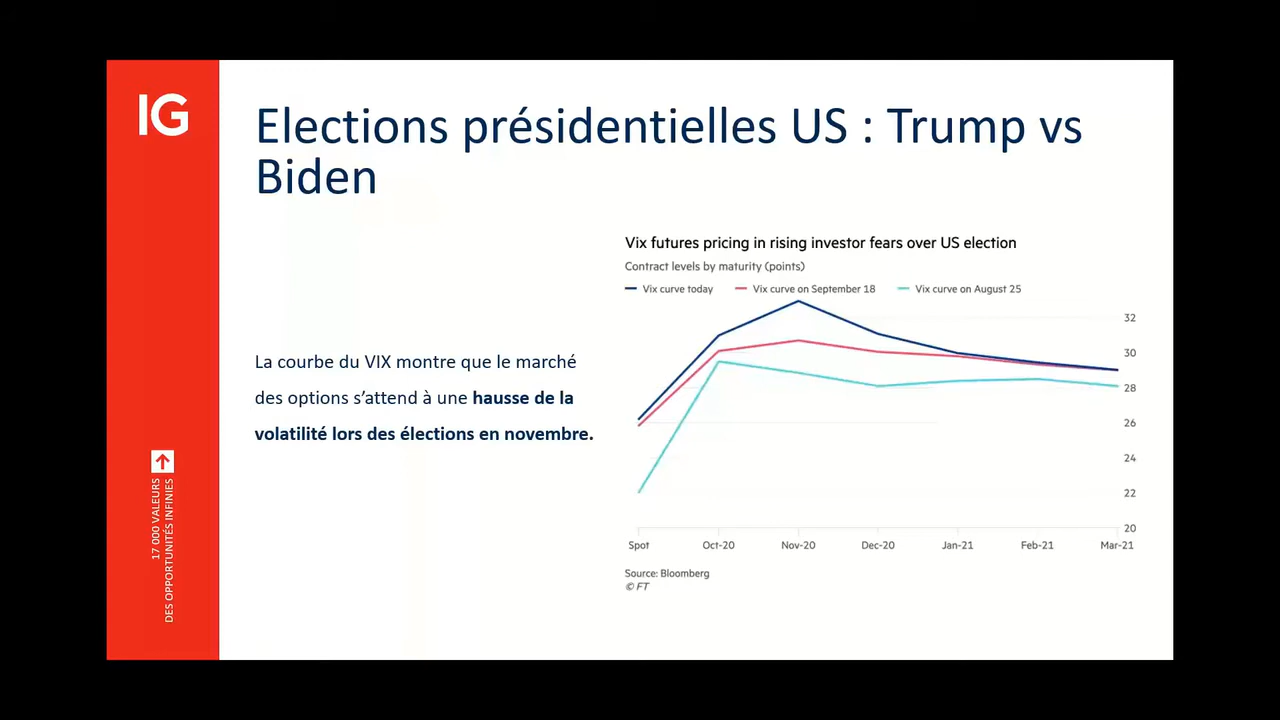 IG
Elections présidentielles US : Trump vs
Biden
La courbe du VIX montre que le marché
des options s’attend à une hausse de la
volatilité lors des élections en novembre.
Vix futures pricing in rising investor fears over US election
Contract levels by maturity (points)
Vix curve today Vix curve on September 18 Vix curve on August 25
32
30
28
26
24
22
20
Spot Oct-20 Nov-20 Dec-20 Jan-21 Feb-21 Mar-21
Source: Bloomberg
© FT
17 000 VALEURS
DES OPPORTUNITÉS INFINIES